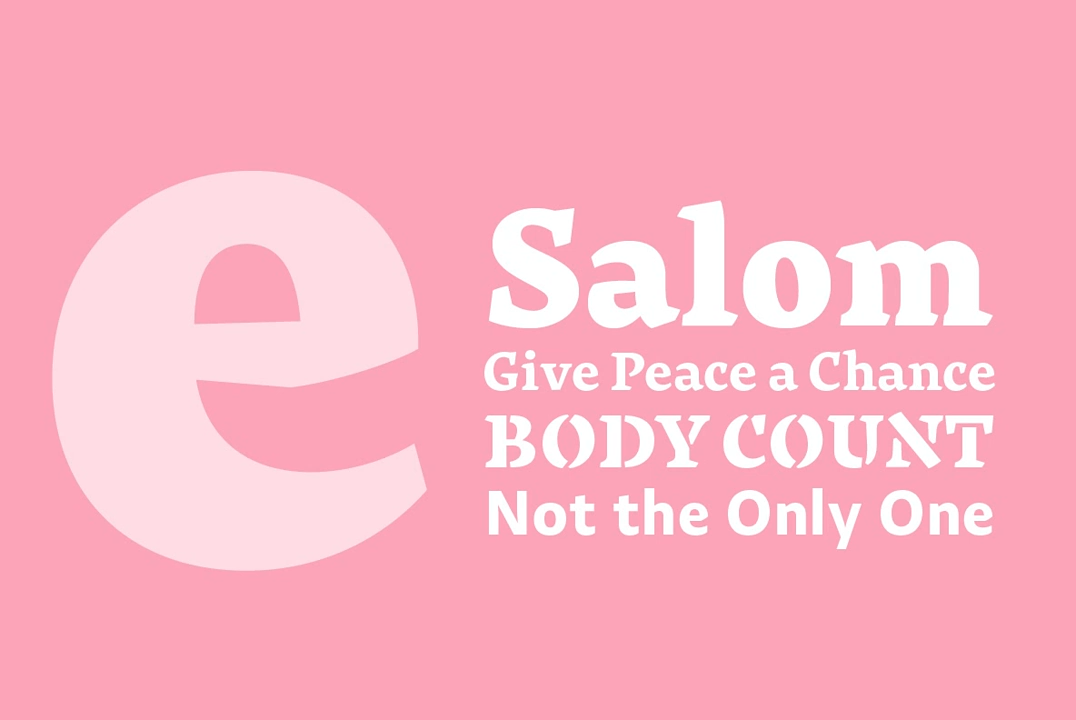 e
Salom
Give Peace a Chance
BODY COUNT
Not the Only One